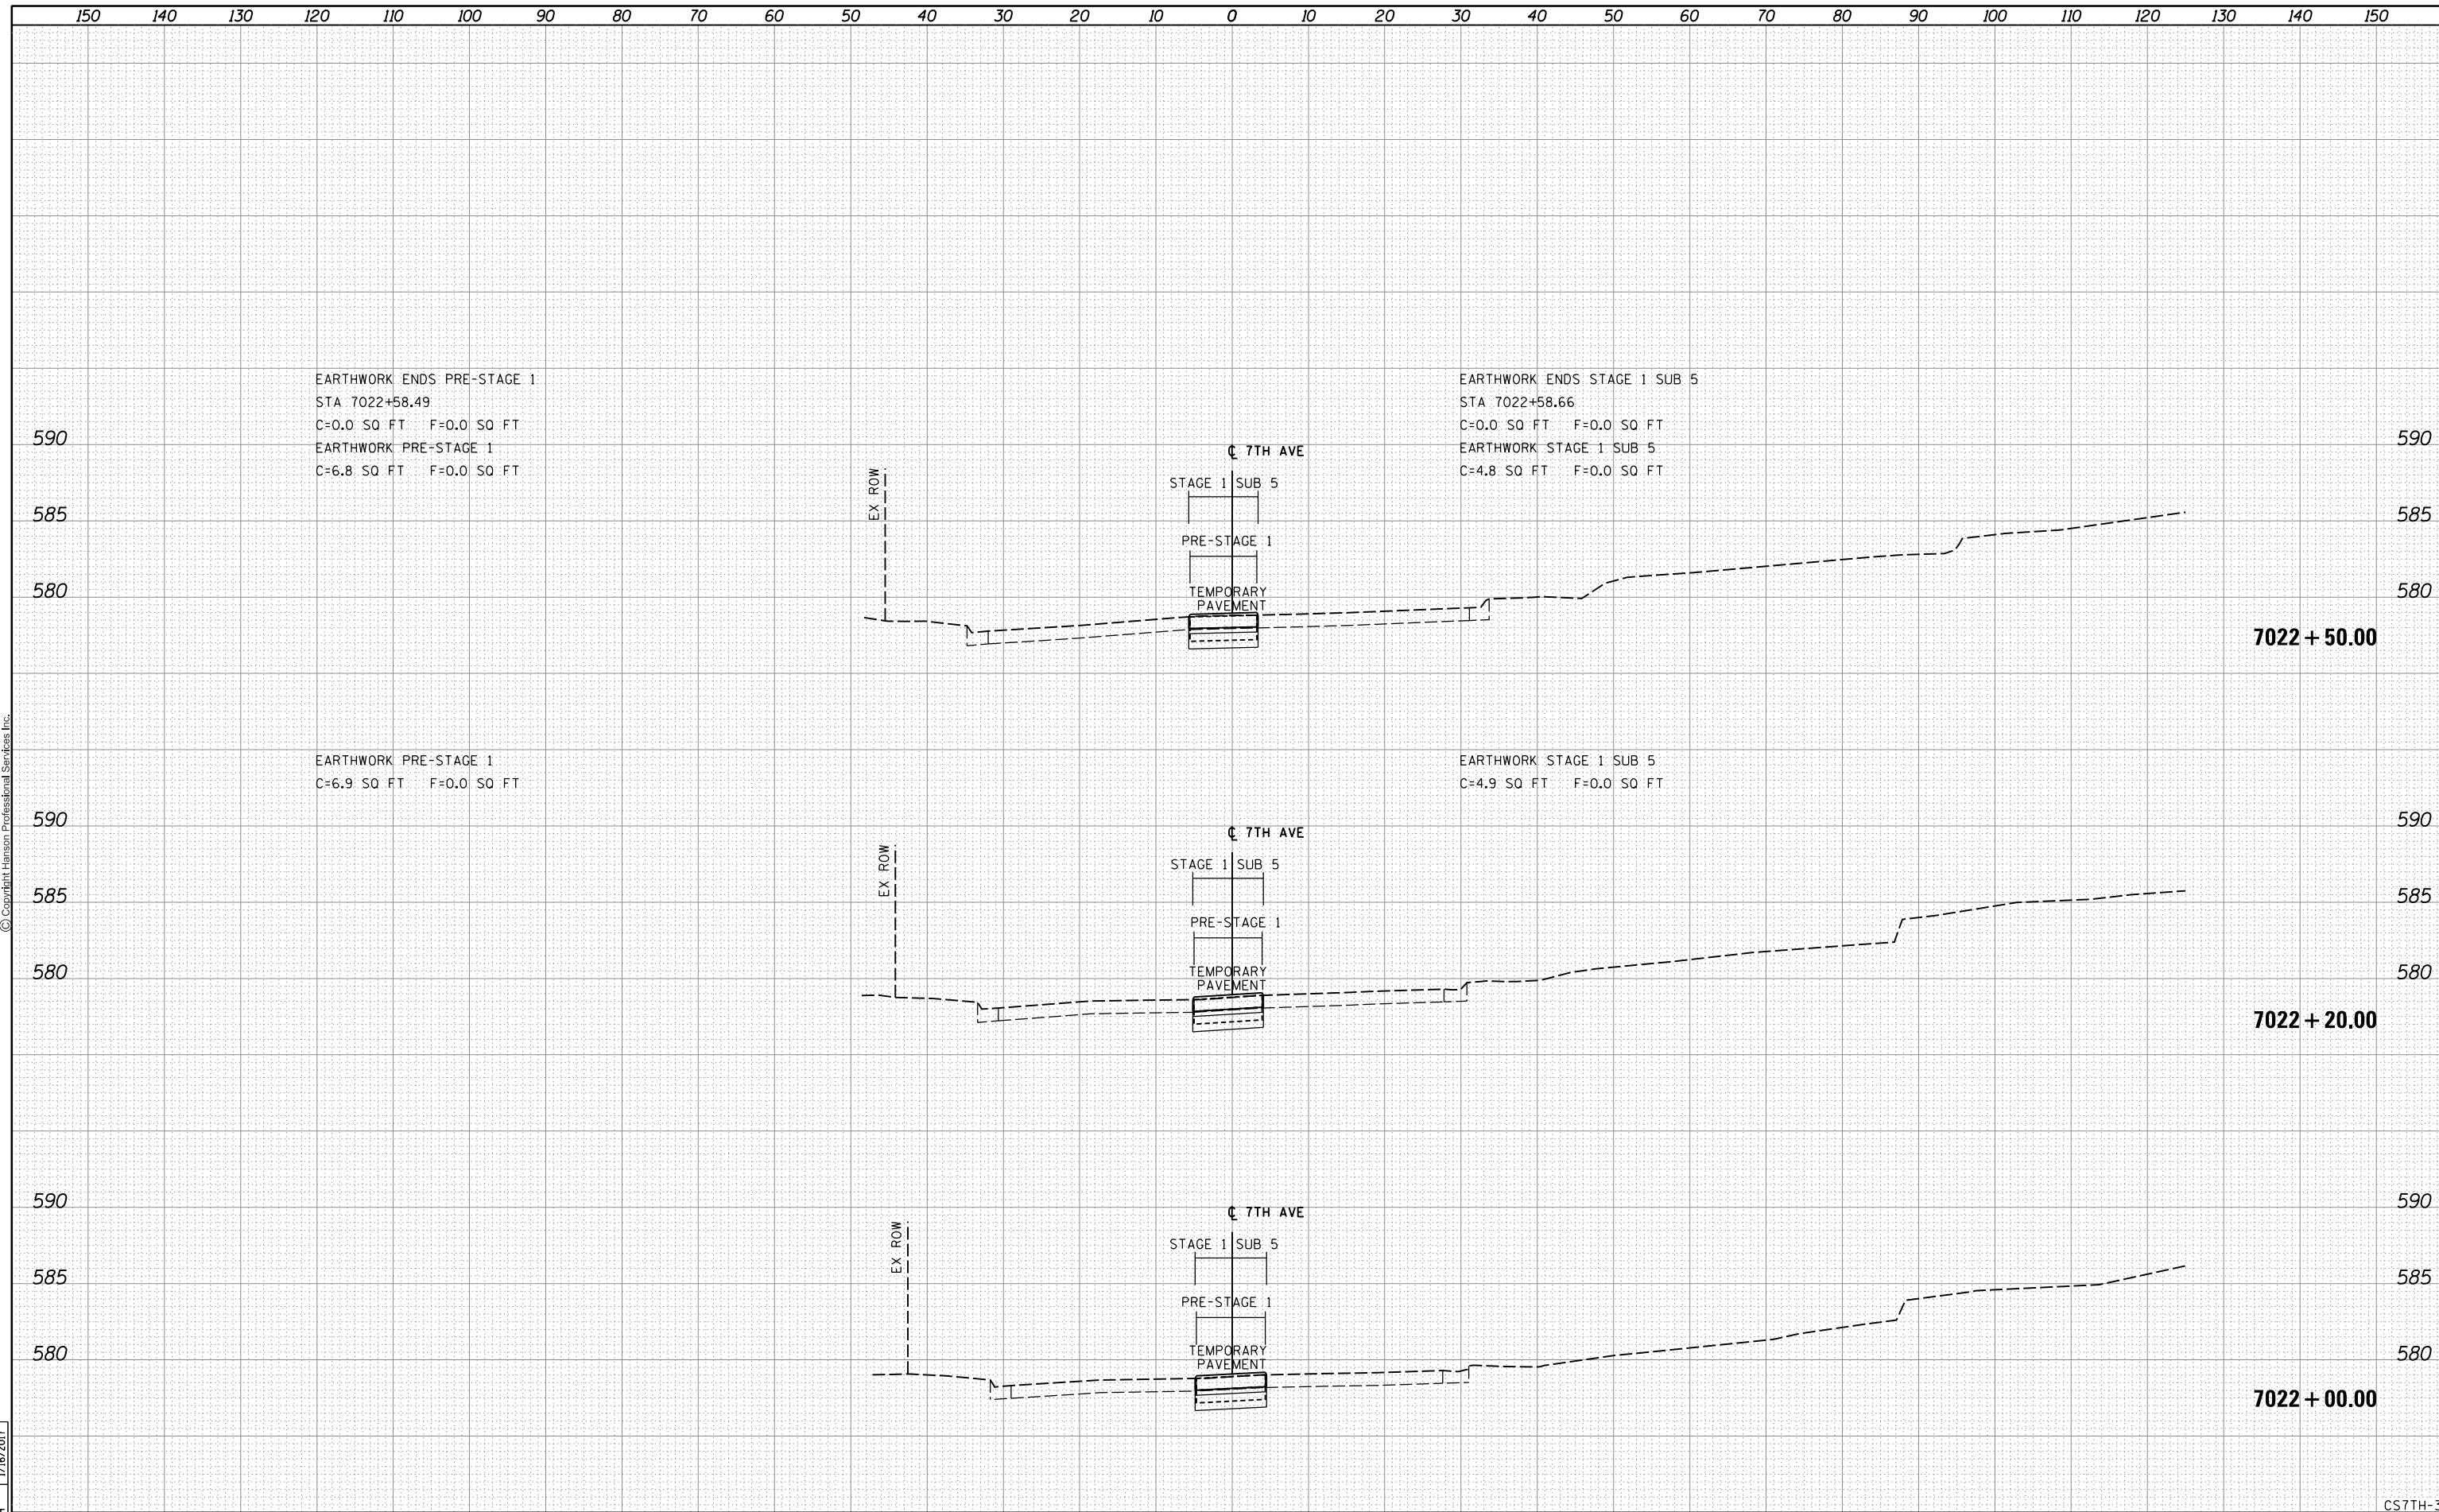 150 140 130 120 110 100 90 80 70 60 50 40 30 20 10 0 10 20 30 40 50 60 70 80 90 100 110 120 130 140 150
EARTHWORK ENDS PRE-STAGE 1
STA 7022+58.49
C=0.0 SQ FT F=0.0 SQ FT
EARTHWORK PRE-STAGE 1
C=6.8 SQ FT F=0.0 SQ FT
EARTHWORK ENDS STAGE 1 SUB 5
STA 7022+58.66
C=0.0 SQ FT F=0.0 SQ FT
EARTHWORK STAGE 1 SUB 5
C=4.8 SQ FT F=0.0 SQ FT
590 590
℄ 7TH AVE
EX ROW
STAGE 1 SUB 5
585 585
PRE-STAGE 1
580 580
TEMPORARY
PAVEMENT
7022+50.00
EARTHWORK PRE-STAGE 1
C=6.9 SQ FT F=0.0 SQ FT
EARTHWORK STAGE 1 SUB 5
C=4.9 SQ FT F=0.0 SQ FT
590 590
℄ 7TH AVE
EX ROW
STAGE 1 SUB 5
585 585
PRE-STAGE 1
580 580
TEMPORARY
PAVEMENT
7022+20.00
590 590
℄ 7TH AVE
EX ROW
STAGE 1 SUB 5
585 585
PRE-STAGE 1
580 580
TEMPORARY
PAVEMENT
7022+00.00
© Copyright Hanson Professional Services Inc.
CS7TH-3